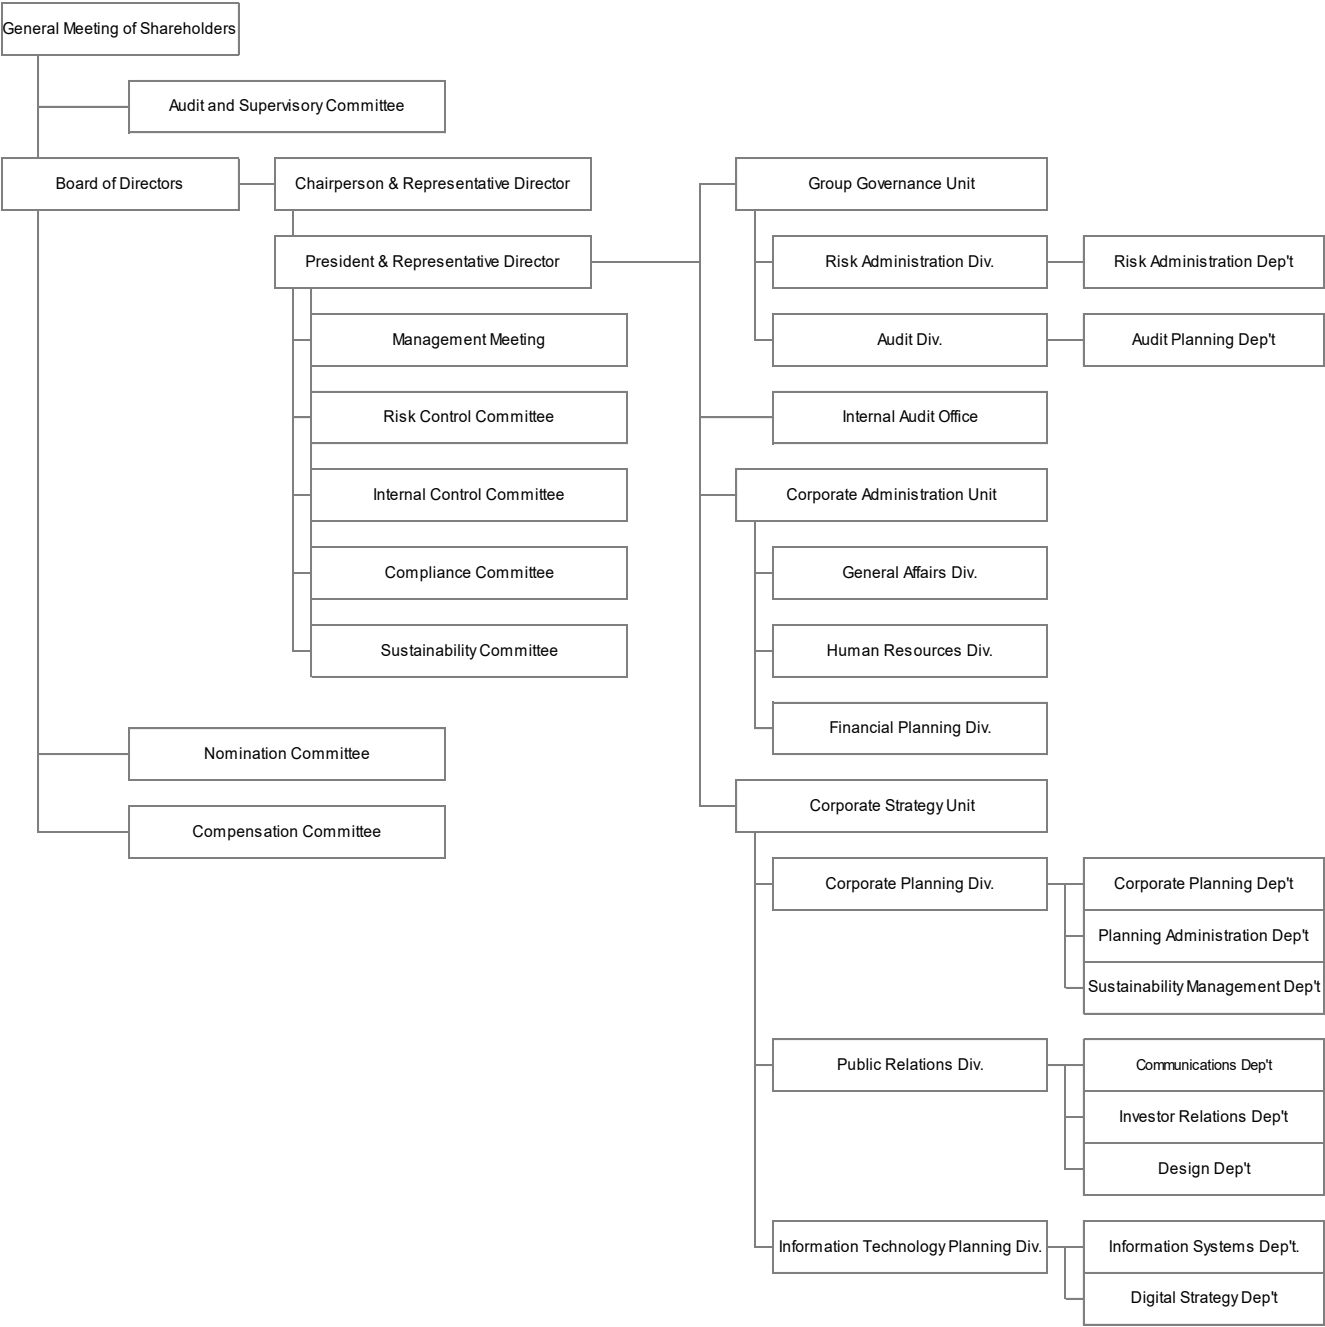 General Meeting of Shareholders
Audit and Supervisory Committee
Board of Directors
Chairperson & Representative Director
President & Representative Director
Management Meeting
Risk Control Committee
Internal Control Committee
Compliance Committee
Sustainability Committee
Nomination Committee
Compensation Committee
Group Governance Unit
Risk Administration Div.
Risk Administration Dep't
Audit Div.
Audit Planning Dep't
Internal Audit Office
Corporate Administration Unit
General Affairs Div.
Human Resources Div.
Financial Planning Div.
Corporate Strategy Unit
Corporate Planning Div.
Corporate Planning Dep't
Planning Administration Dep't
Sustainability Management Dep't
Public Relations Div.
Communications Dep't
Investor Relations Dep't
Design Dep't
Information Technology Planning Div.
Information Systems Dep't.
Digital Strategy Dep't